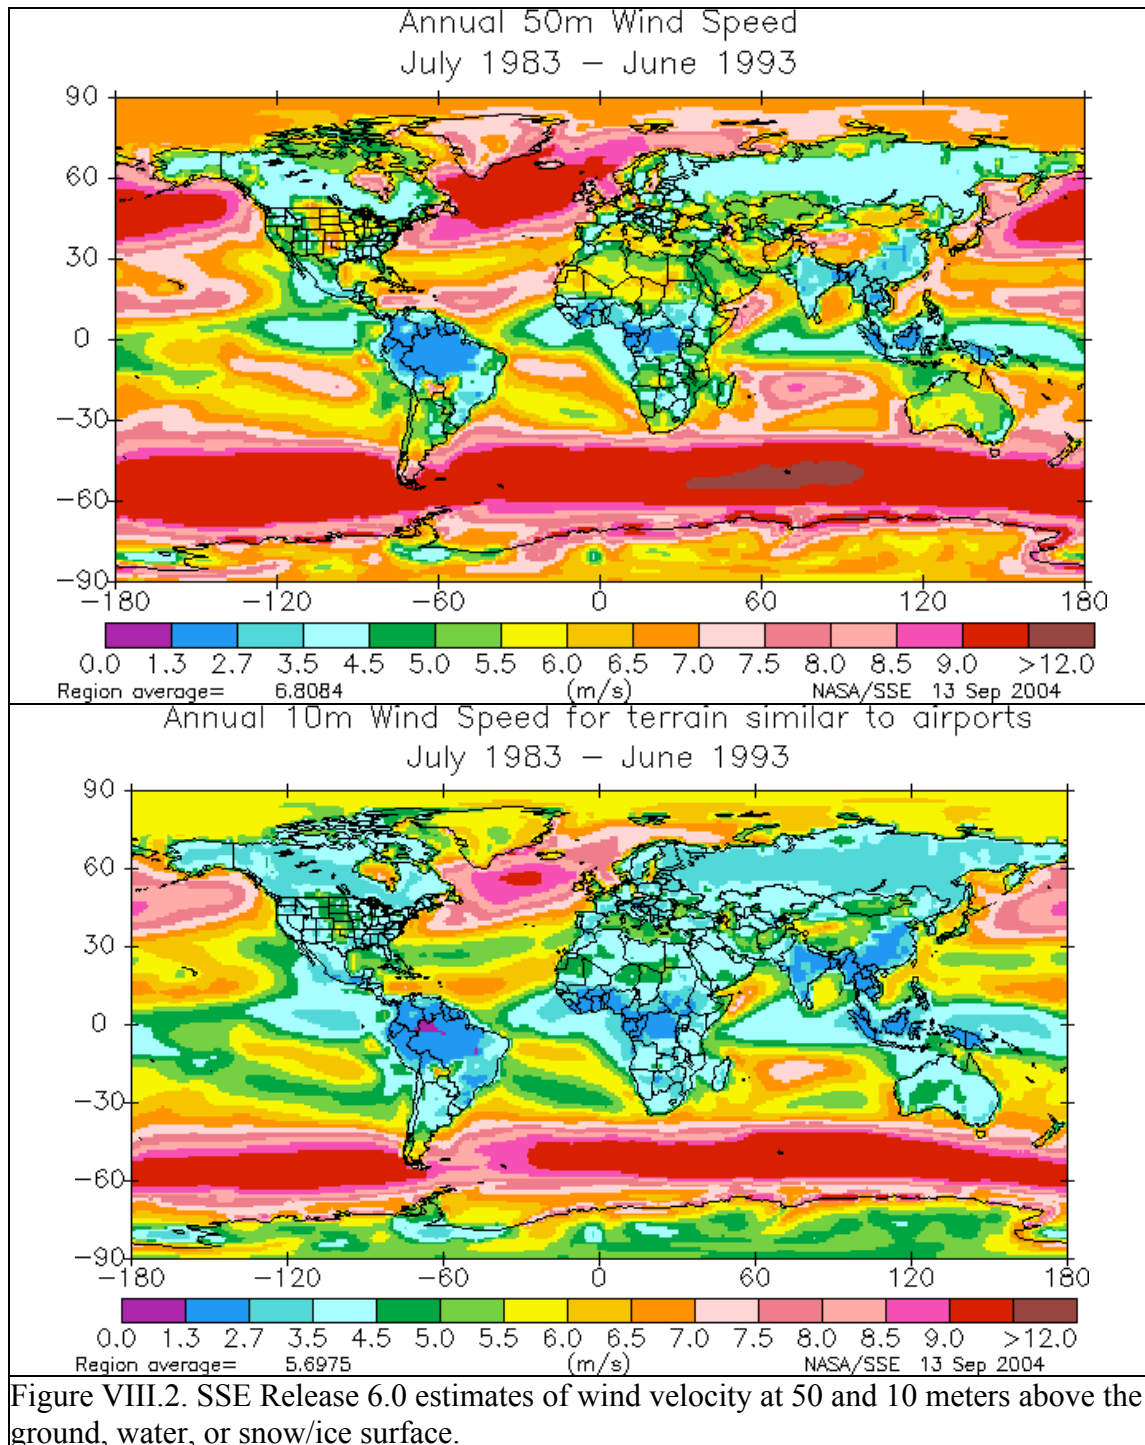 Annual 50m Wind Speed
July 1983 – June 1993
90
60
30
0
−30
−60
−90
−180 −120 −60 0 60 120 180
0.0 1.3 2.7 3.5 4.5 5.0 5.5 6.0 6.5 7.0 7.5 8.0 8.5 9.0 >12.0
Region average= 6.8084 (m/s) NASA/SSE 13 Sep 2004
Annual 10m Wind Speed for terrain similar to airports
July 1983 – June 1993
90
60
30
0
−30
−60
−90
−180 −120 −60 0 60 120 180
0.0 1.3 2.7 3.5 4.5 5.0 5.5 6.0 6.5 7.0 7.5 8.0 8.5 9.0 >12.0
Region average= 5.6975 (m/s) NASA/SSE 13 Sep 2004
Figure VIII.2. SSE Release 6.0 estimates of wind velocity at 50 and 10 meters above the
ground, water, or snow/ice surface.